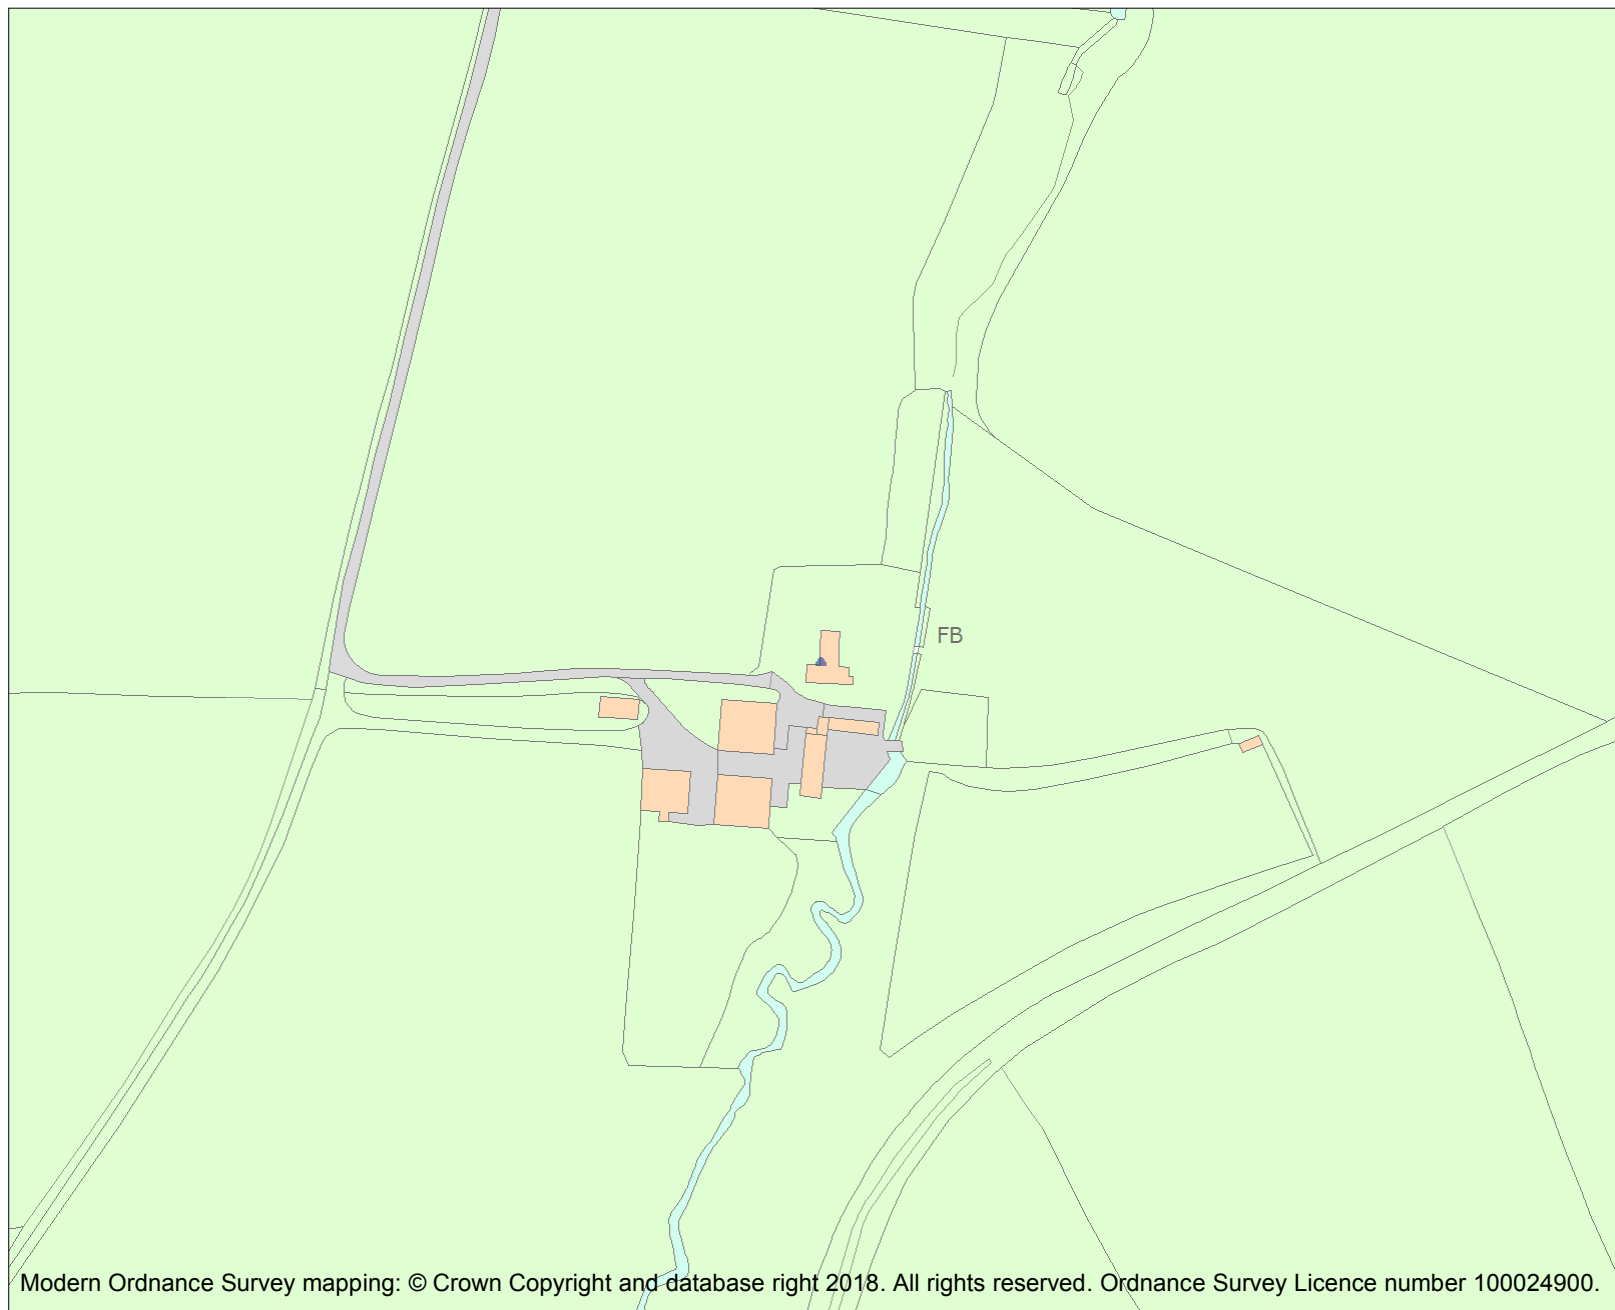 FB
Modern Ordnance Survey mapping: © Crown Copyright and database right 2018. All rights reserved. Ordnance Survey Licence number 100024900.